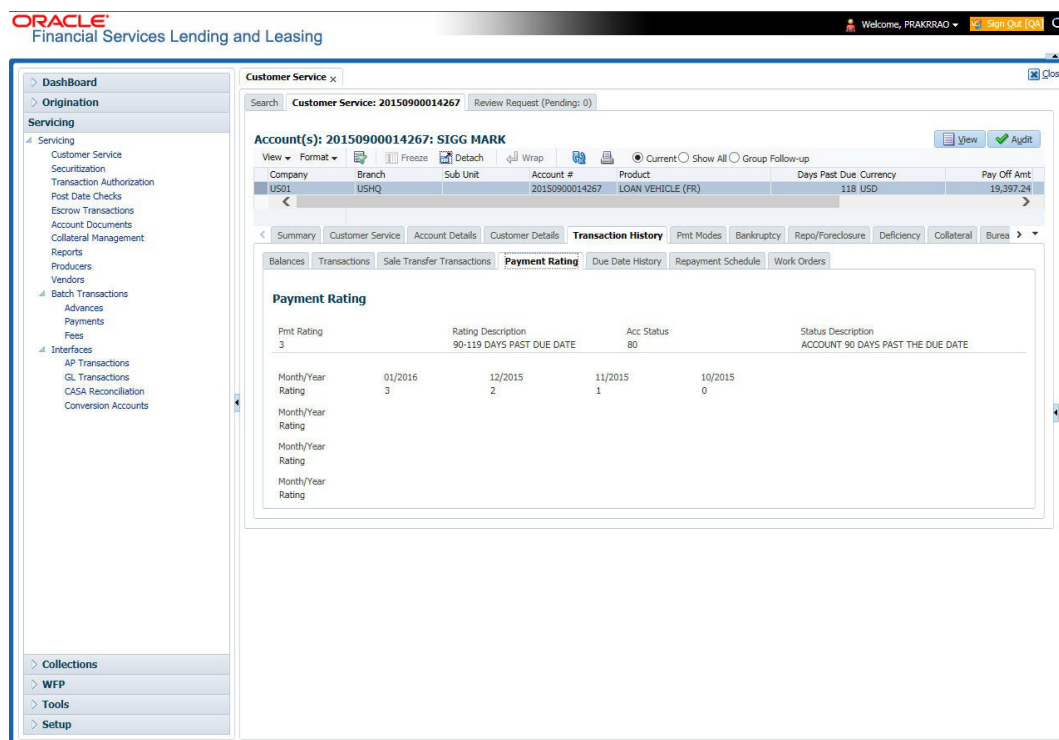 ORACLE
Financial Services Lending and Leasing
Welcome, PRAKRRAO Sign Out [QA]
DashBoard
Origination
Servicing
Servicing
Customer Service
Securitization
Transaction Authorization
Post Date Checks
Escrow Transactions
Account Documents
Collateral Management
Reports
Producers
Vendors
Batch Transactions
Advances
Payments
Fees
Interfaces
AP Transactions
GL Transactions
CASA Reconciliation
Conversion Accounts
Collections
WFP
Tools
Setup
Customer Service x Clos
Search Customer Service: 20150900014267 Review Request (Pending: 0)
Account(s): 20150900014267: SIGG MARK View Audit
View Format Freeze Detach Wrap Current Show All Group Follow-up
Company Branch Sub Unit Account # Product Days Past Due Currency Pay Off Amt
US01 USHQ 20150900014267 LOAN VEHICLE (FR) 118 USD 19,397.24
Summary Customer Service Account Details Customer Details Transaction History Pmt Modes Bankruptcy Repo/Foreclosure Deficiency Collateral Burea
Balances Transactions Sale Transfer Transactions Payment Rating Due Date History Repayment Schedule Work Orders
Payment Rating
Pmt Rating Rating Description Acc Status Status Description
3 90-119 DAYS PAST DUE DATE 80 ACCOUNT 90 DAYS PAST THE DUE DATE
Month/Year 01/2016 12/2015 11/2015 10/2015
Rating 3 2 1 0
Month/Year
Rating
Month/Year
Rating
Month/Year
Rating